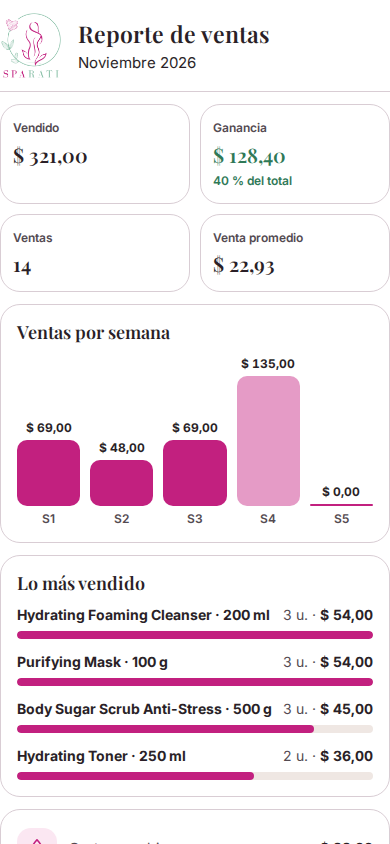 SPARATI
Reporte de ventas
Noviembre 2026
Vendido
$ 321,00
Ganancia
$ 128,40
40 % del total
Ventas
14
Venta promedio
$ 22,93
Ventas por semana
$ 69,00
$ 48,00
$ 69,00
$ 135,00
$ 0,00
S1
S2
S3
S4
S5
Lo más vendido
Hydrating Foaming Cleanser · 200 ml 3 u. · $ 54,00
Purifying Mask · 100 g 3 u. · $ 54,00
Body Sugar Scrub Anti-Stress · 500 g 3 u. · $ 45,00
Hydrating Toner · 250 ml 2 u. · $ 36,00